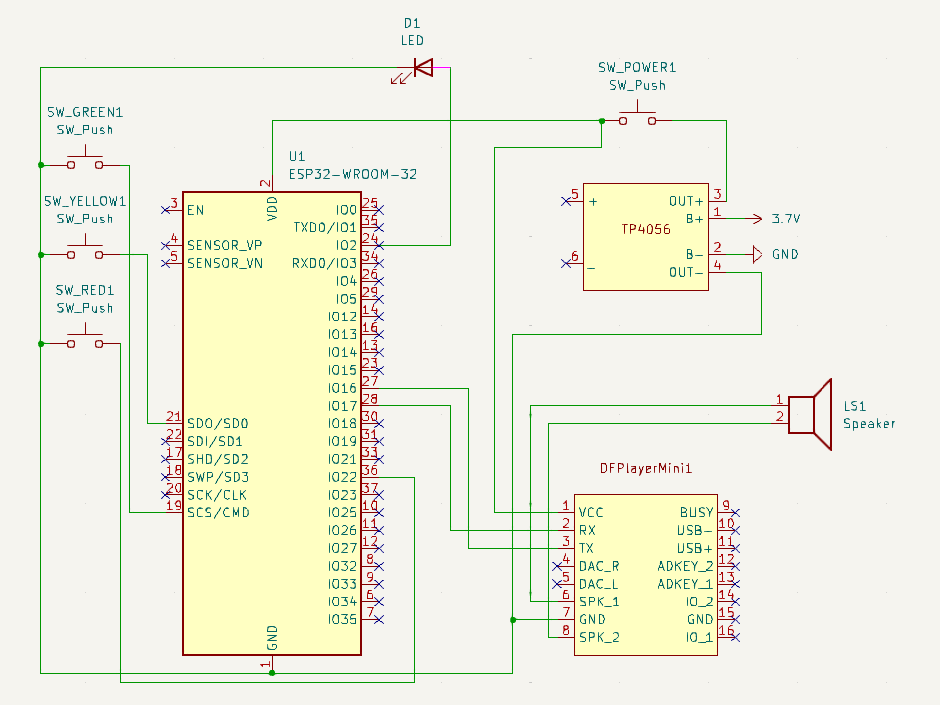 D1
LED
SW_POWER1
SW_Push
SW_GREEN1
SW_Push
U1
ESP32-WROOM-32
SW_YELLOW1
SW_Push
SW_RED1
SW_Push
2
VDD
3 EN
4 SENSOR_VP
5 SENSOR_VN
21 SDO/SD0
22 SDI/SD1
17 SHD/SD2
18 SWP/SD3
20 SCK/CLK
19 SCS/CMD
IO0 25
TXD0/IO1 35
IO2 24
RXD0/IO3 34
IO4 26
IO5 29
IO12 14
IO13 16
IO14 13
IO15 23
IO16 27
IO17 28
IO18 30
IO19 31
IO21 33
IO22 36
IO23 37
IO25 10
IO26 11
IO27 12
IO32 8
IO33 9
IO34 6
IO35 7
GND
1
TP4056
5 +
6 -
OUT+ 3
B+ 1
3.7V
B- 2
GND
OUT- 4
1
2
LS1
Speaker
DFPlayerMini1
1 VCC
2 RX
3 TX
4 DAC_R
5 DAC_L
6 SPK_1
7 GND
8 SPK_2
BUSY 9
USB- 10
USB+ 11
ADKEY_2 12
ADKEY_1 13
IO_2 14
GND 15
IO_1 16